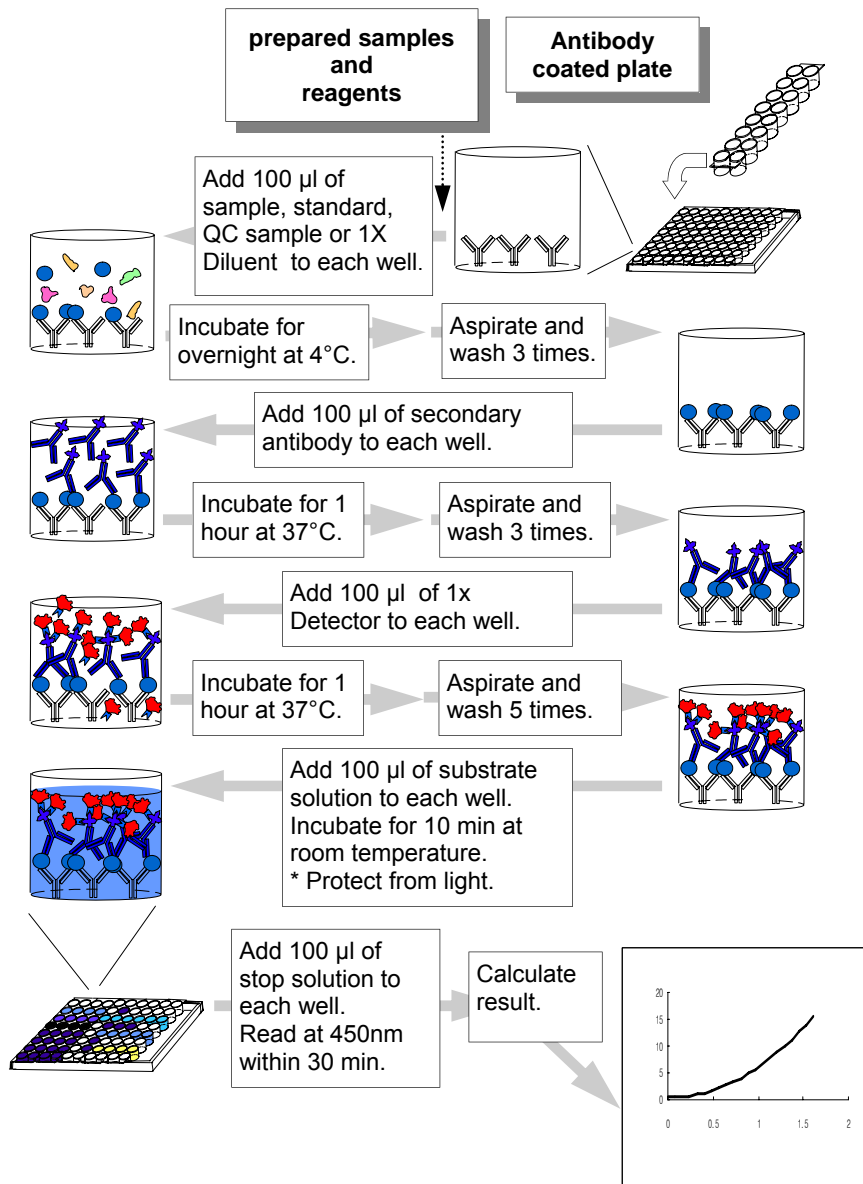 prepared samples
and
reagents
Antibody
coated plate
Add 100 µl of
sample, standard,
QC sample or 1X
Diluent to each well.
Incubate for
overnight at 4°C.
Aspirate and
wash 3 times.
Add 100 µl of secondary
antibody to each well.
Incubate for 1
hour at 37°C.
Aspirate and
wash 3 times.
Add 100 µl of 1x
Detector to each well.
Incubate for 1
hour at 37°C.
Aspirate and
wash 5 times.
Add 100 µl of substrate
solution to each well.
Incubate for 10 min at
room temperature.
* Protect from light.
Add 100 µl of
stop solution to
each well.
Read at 450nm
within 30 min.
Calculate
result.
20
15
10
5
0
0 0.5 1 1.5 2